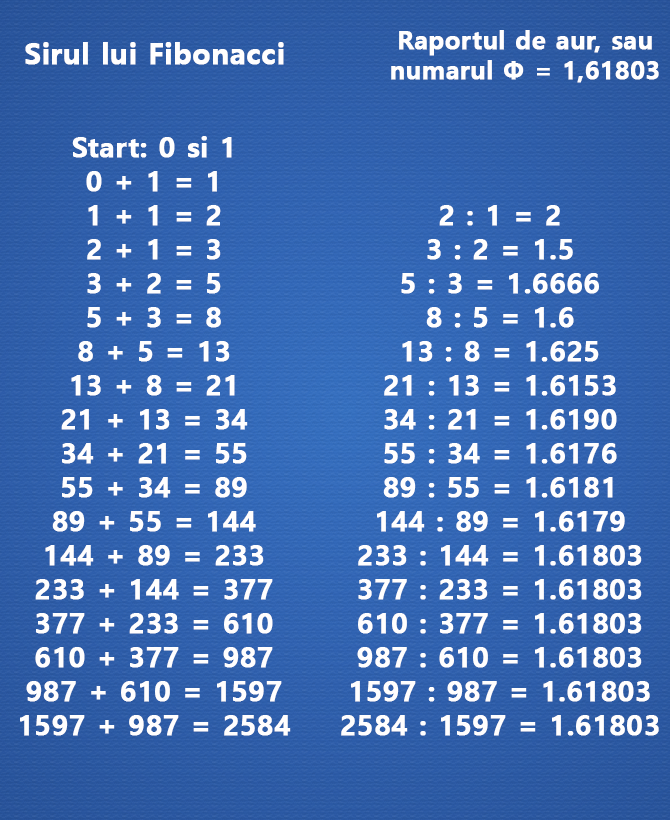 Sirul lui Fibonacci
Raportul de aur, sau
numarul Φ = 1,61803
Start: 0 si 1
0 + 1 = 1
1 + 1 = 2
2 + 1 = 3
3 + 2 = 5
5 + 3 = 8
8 + 5 = 13
13 + 8 = 21
21 + 13 = 34
34 + 21 = 55
55 + 34 = 89
89 + 55 = 144
144 + 89 = 233
233 + 144 = 377
377 + 233 = 610
610 + 377 = 987
987 + 610 = 1597
1597 + 987 = 2584
2 : 1 = 2
3 : 2 = 1.5
5 : 3 = 1.6666
8 : 5 = 1.6
13 : 8 = 1.625
21 : 13 = 1.6153
34 : 21 = 1.6190
55 : 34 = 1.6176
89 : 55 = 1.6181
144 : 89 = 1.6179
233 : 144 = 1.61803
377 : 233 = 1.61803
610 : 377 = 1.61803
987 : 610 = 1.61803
1597 : 987 = 1.61803
2584 : 1597 = 1.61803